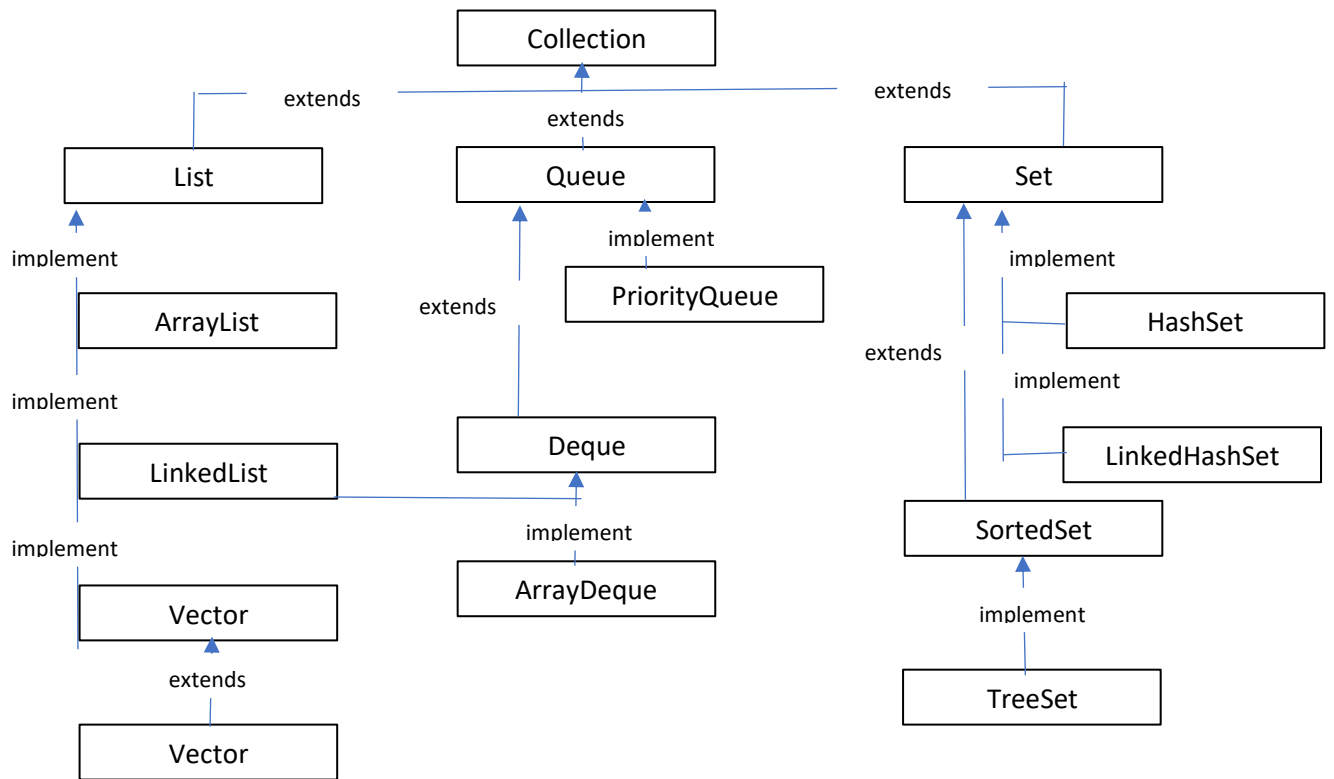 Collection
extends
extends
extends
List
Queue
Set
implement
implement
implement
PriorityQueue
ArrayList
HashSet
extends
extends
implement
implement
Deque
LinkedList
LinkedHashSet
SortedSet
implement
implement
ArrayDeque
Vector
implement
extends
TreeSet
Vector